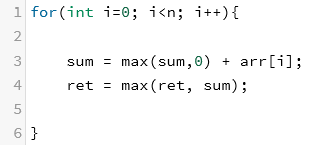 1 for(int i=0; i<n; i++){
2
3     sum = max(sum,0) + arr[i];
4     ret = max(ret, sum);
5
6 }